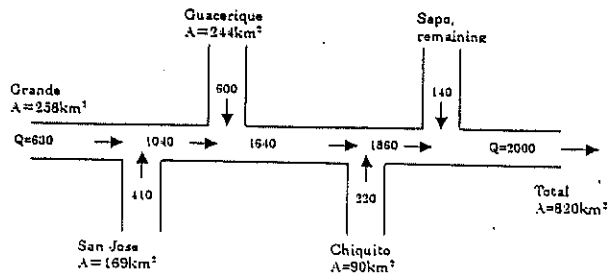 Guacerique
A=244km²
Sapo,
remaining
Grande
A=258km²
600
140
Q=630
1040
1640
1860
Q=2000
410
220
Total
A=820km²
San Jose
A=169km²
Chiquito
A=90km²